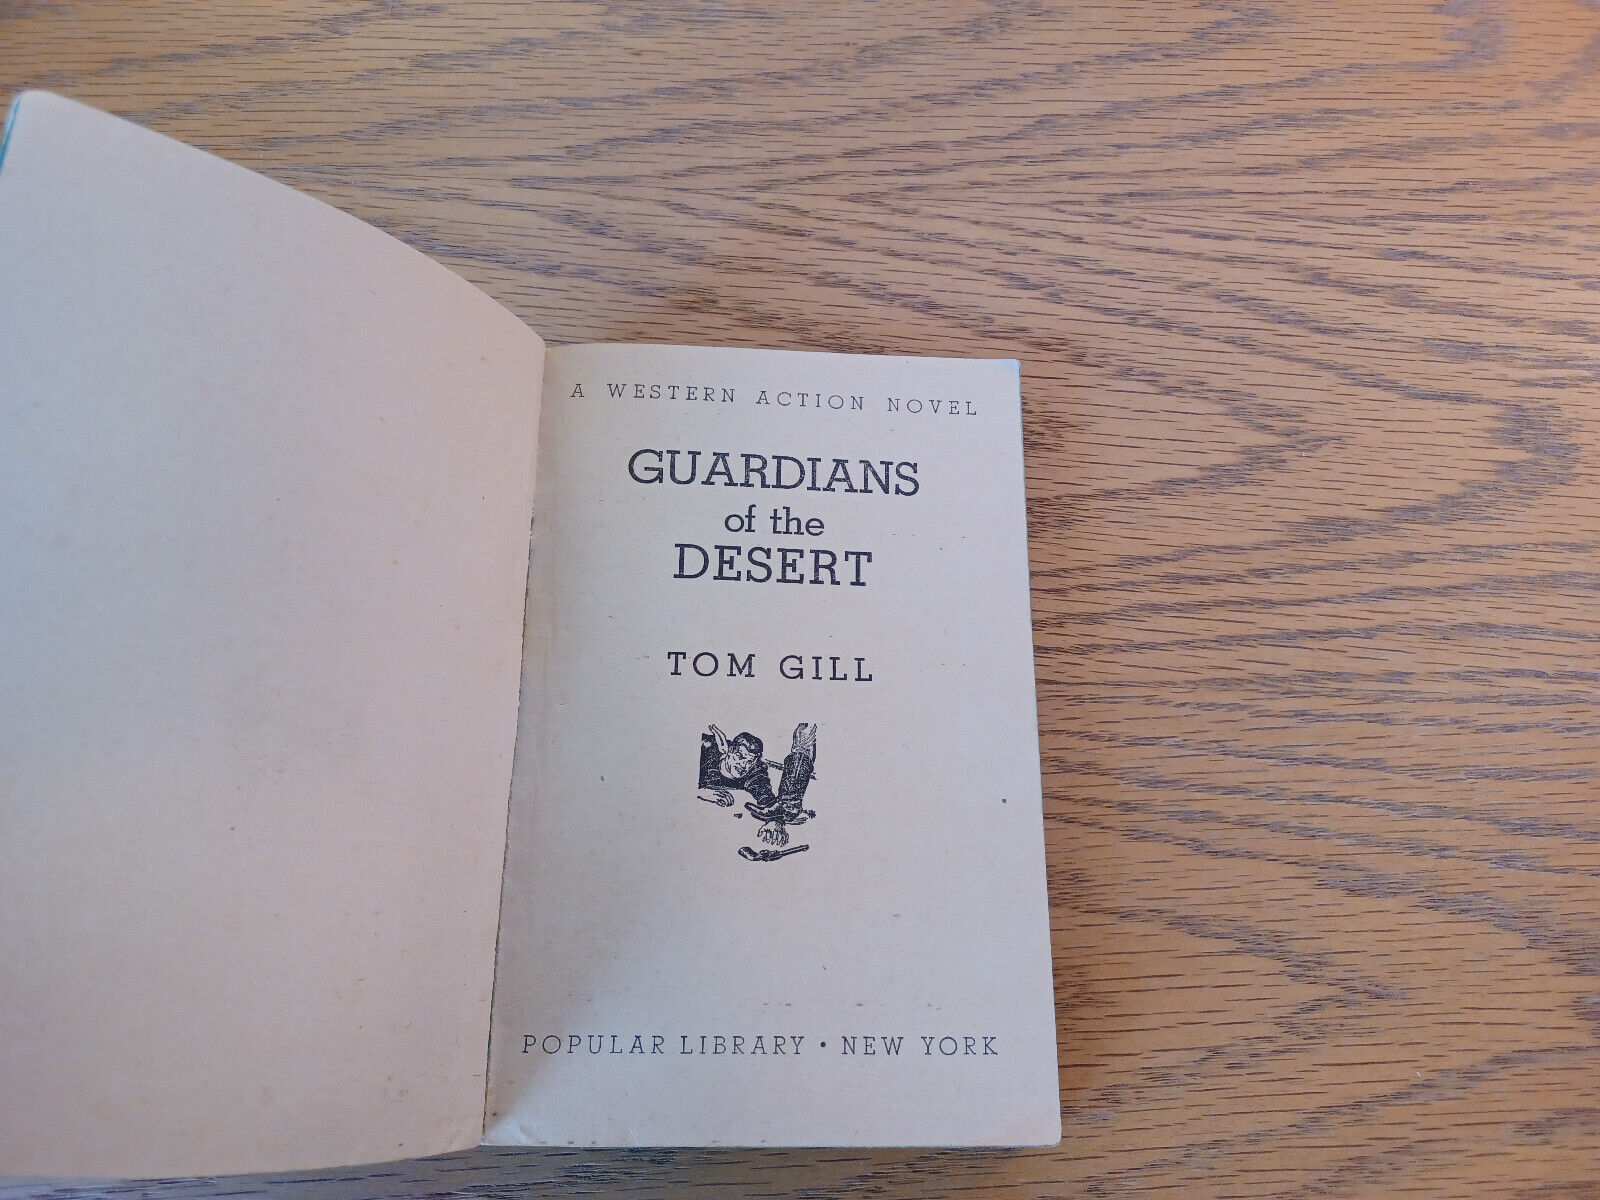 A WESTERN ACTION NOVEL
GUARDIANS
of the
DESERT
TOM GILL
POPULAR LIBRARY • NEW YORK